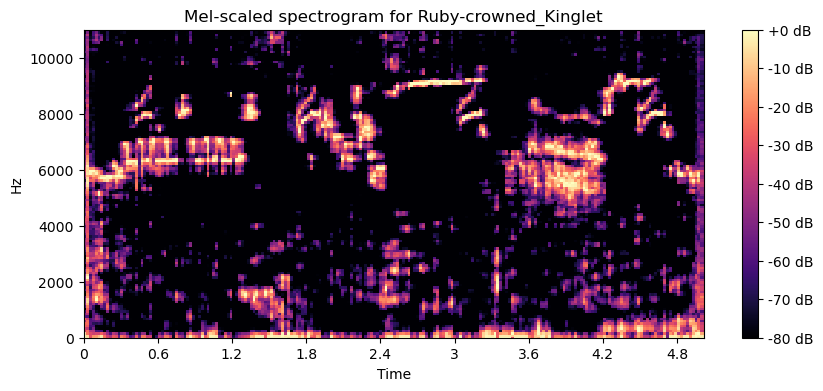 Mel-scaled spectrogram for Ruby-crowned_Kinglet
10000
8000
6000
4000
2000
0
Hz
0 0.6 1.2 1.8 2.4 3 3.6 4.2 4.8
Time
+0 dB
-10 dB
-20 dB
-30 dB
-40 dB
-50 dB
-60 dB
-70 dB
-80 dB